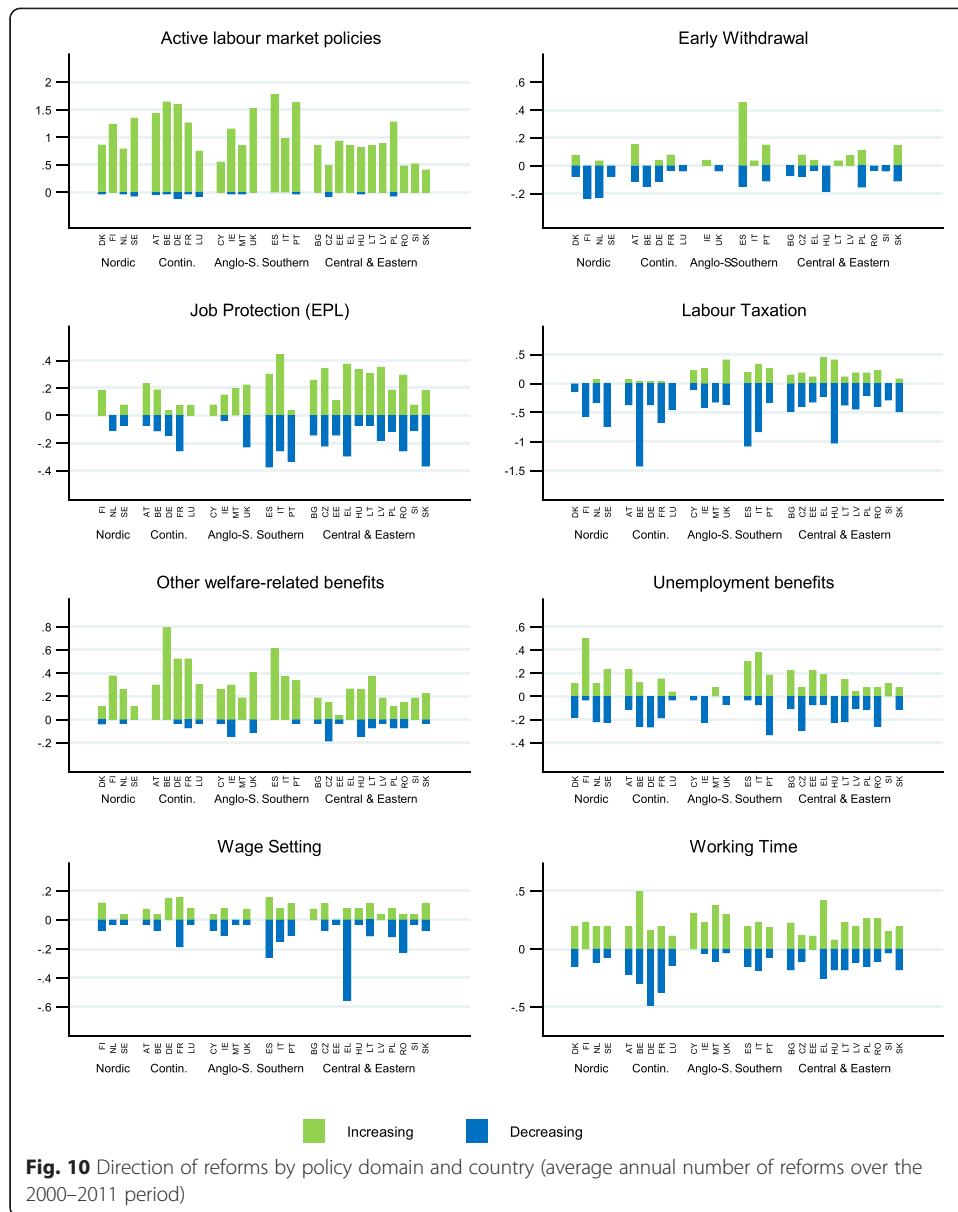 Active labour market policies
2
1.5
1
.5
0
DK FI NL SE AT BE DE FR LU CY IE MT UK ES IT PT BG CZ EE EL HU LT LV PL RO SI SK
Nordic Contin. Anglo-S. Southern Central & Eastern
Early Withdrawal
.6
.4
.2
0
-.2
DK FI NL SE AT BE DE FR LU IE UK ES IT PT BG CZ EE HU LT LV PL RO SI SK
Nordic Contin. Anglo-S.Southern Central & Eastern
Job Protection (EPL)
.4
.2
0
-.2
-.4
FI NL SE AT BE DE FR LU CY IE MT UK ES IT PT BG CZ EE EL HU LT LV PL RO SI SK
Nordic Contin. Anglo-S. Southern Central & Eastern
Labour Taxation
.5
0
-.5
-1
-1.5
DK FI NL SE AT BE DE FR LU CY IE MT UK ES IT PT BG CZ EE EL HU LT LV PL RO SI SK
Nordic Contin. Anglo-S. Southern Central & Eastern
Other welfare-related benefits
.8
.6
.4
.2
0
-.2
DK FI NL SE AT BE DE FR LU CY IE MT UK ES IT PT BG CZ EE EL HU LT LV PL RO SI SK
Nordic Contin. Anglo-S. Southern Central & Eastern
Unemployment benefits
.6
.4
.2
0
-.2
-.4
DK FI NL SE AT BE DE FR LU CY IE MT UK ES IT PT BG CZ EE EL HU LT LV PL RO SI SK
Nordic Contin. Anglo-S. Southern Central & Eastern
Wage Setting
.2
0
-.2
-.4
-.6
FI NL SE AT BE DE FR LU CY IE MT UK ES IT PT BG CZ EE EL HU LT LV PL RO SI SK
Nordic Contin. Anglo-S. Southern Central & Eastern
Working Time
.5
0
-.5
DK FI NL SE AT BE DE FR LU CY IE MT UK ES IT PT BG CZ EE EL HU LT LV PL RO SI SK
Nordic Contin. Anglo-S. Southern Central & Eastern
Increasing Decreasing
Fig. 10 Direction of reforms by policy domain and country (average annual number of reforms over the
2000–2011 period)